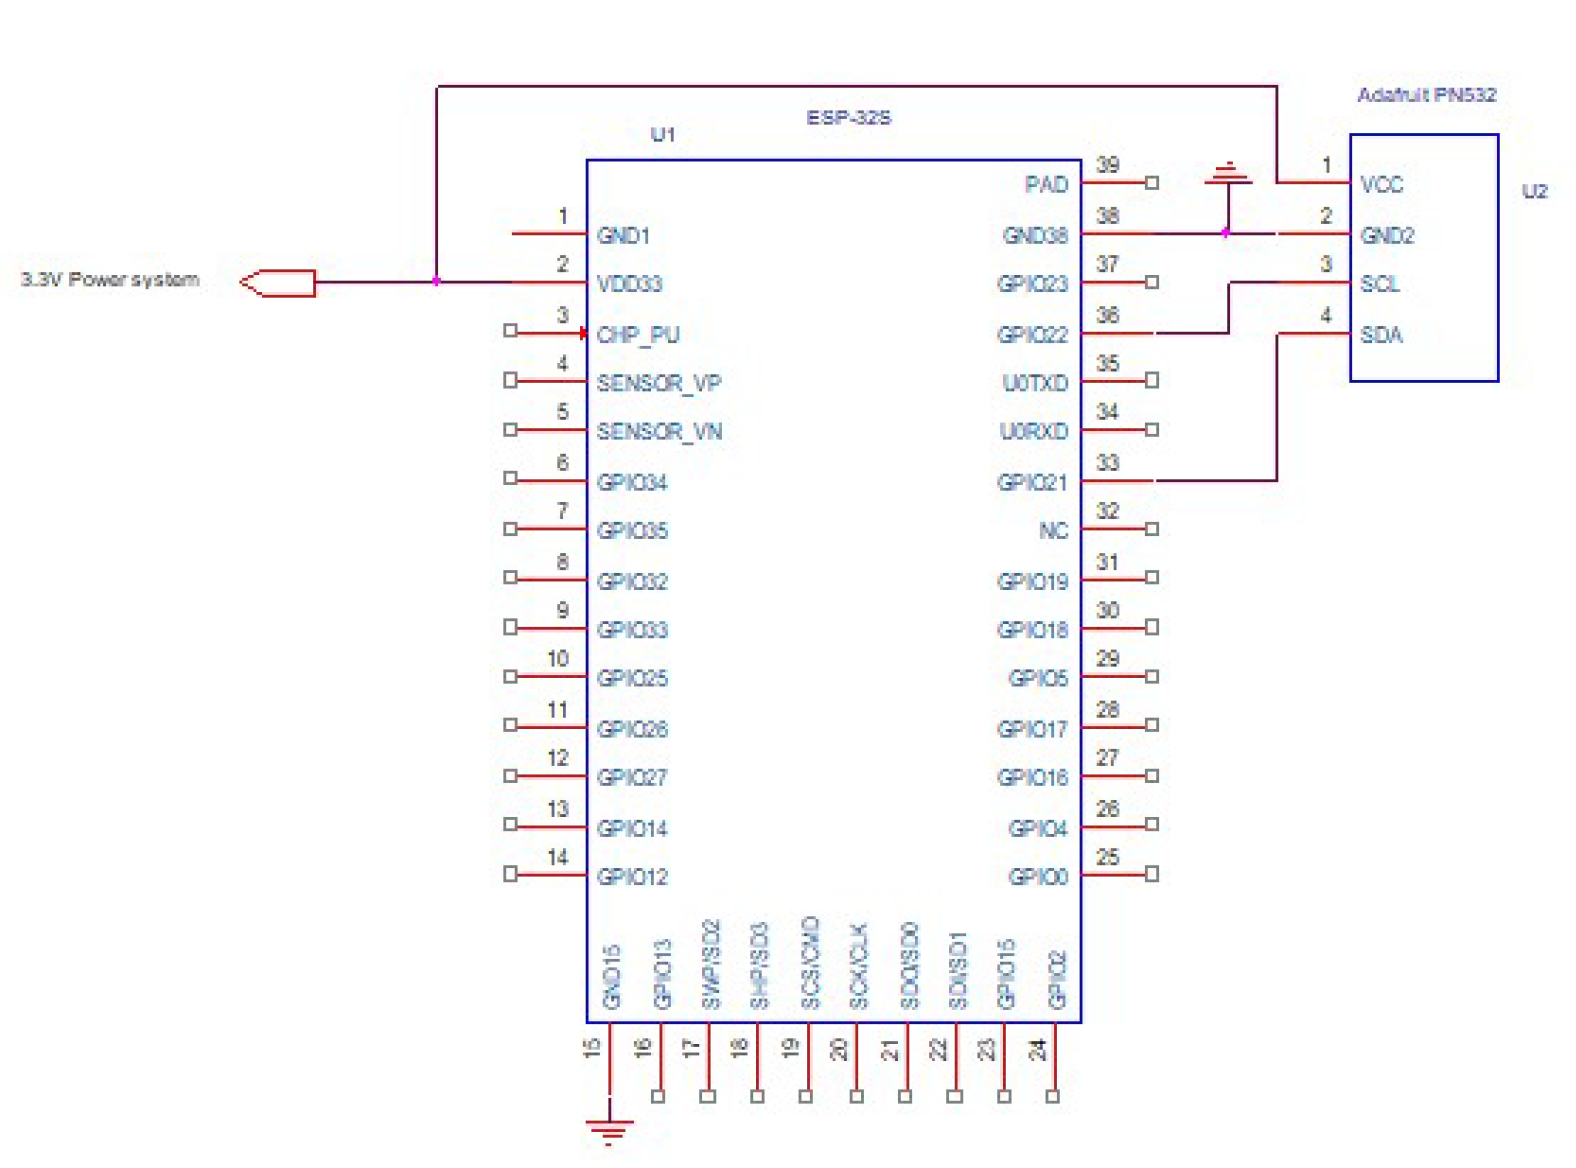 Adafruit PN532
ESP-32S
U1
39
PAD
1
VCC
U2
1
GND1
38
GND38
2
GND2
3.3V Power system
2
VDD33
37
GPIO23
3
SCL
3
CHP_PU
36
GPIO22
4
SDA
4
SENSOR_VP
35
U0TXD
5
SENSOR_VN
34
U0RXD
6
GPIO34
33
GPIO21
7
GPIO35
32
NC
8
GPIO32
31
GPIO19
9
GPIO33
30
GPIO18
10
GPIO25
29
GPIO5
11
GPIO26
28
GPIO17
12
GPIO27
27
GPIO16
13
GPIO14
26
GPIO4
14
GPIO12
25
GPIO0
GND15
GPIO13
SWP/SD2
SHP/SD3
SCS/CMD
SCK/CLK
SDO/SD0
SDI/SD1
GPIO15
GPIO2
15
16
17
18
19
20
21
22
23
24